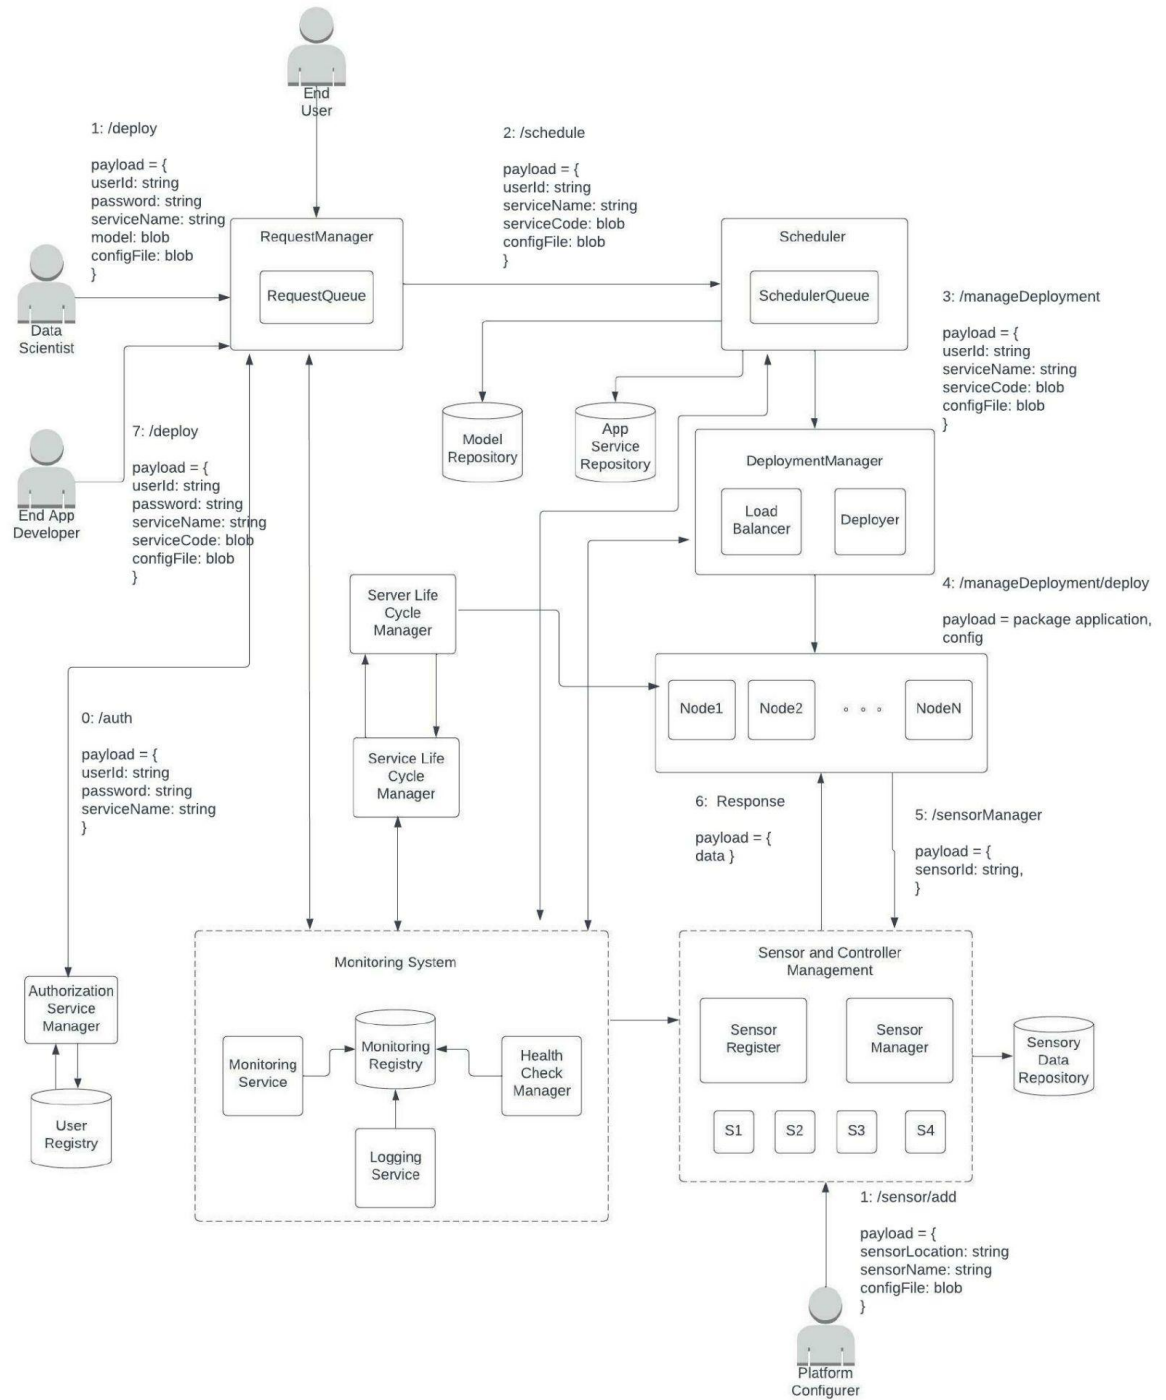 End
User
1: /deploy
payload = {
userId: string
password: string
serviceName: string
model: blob
configFile: blob
}
2: /schedule
payload = {
userId: string
serviceName: string
serviceCode: blob
configFile: blob
}
RequestManager
RequestQueue
Scheduler
SchedulerQueue
Data
Scientist
3: /manageDeployment
payload = {
userId: string
serviceName: string
serviceCode: blob
configFile: blob
}
Model
Repository
App
Service
Repository
7: /deploy
payload = {
userId: string
password: string
serviceName: string
serviceCode: blob
configFile: blob
}
End App
Developer
DeploymentManager
Load
Balancer
Deployer
4: /manageDeployment/deploy
payload = package application,
config
Server Life
Cycle
Manager
Node1
Node2
NodeN
0: /auth
payload = {
userId: string
password: string
serviceName: string
}
Service Life
Cycle
Manager
6: Response
payload = {
data }
5: /sensorManager
payload = {
sensorId: string,
}
Monitoring System
Monitoring
Service
Monitoring
Registry
Health
Check
Manager
Logging
Service
Sensor and Controller
Management
Sensor
Register
Sensor
Manager
S1
S2
S3
S4
Sensory
Data
Repository
Authorization
Service
Manager
User
Registry
1: /sensor/add
payload = {
sensorLocation: string
sensorName: string
configFile: blob
}
Platform
Configurer